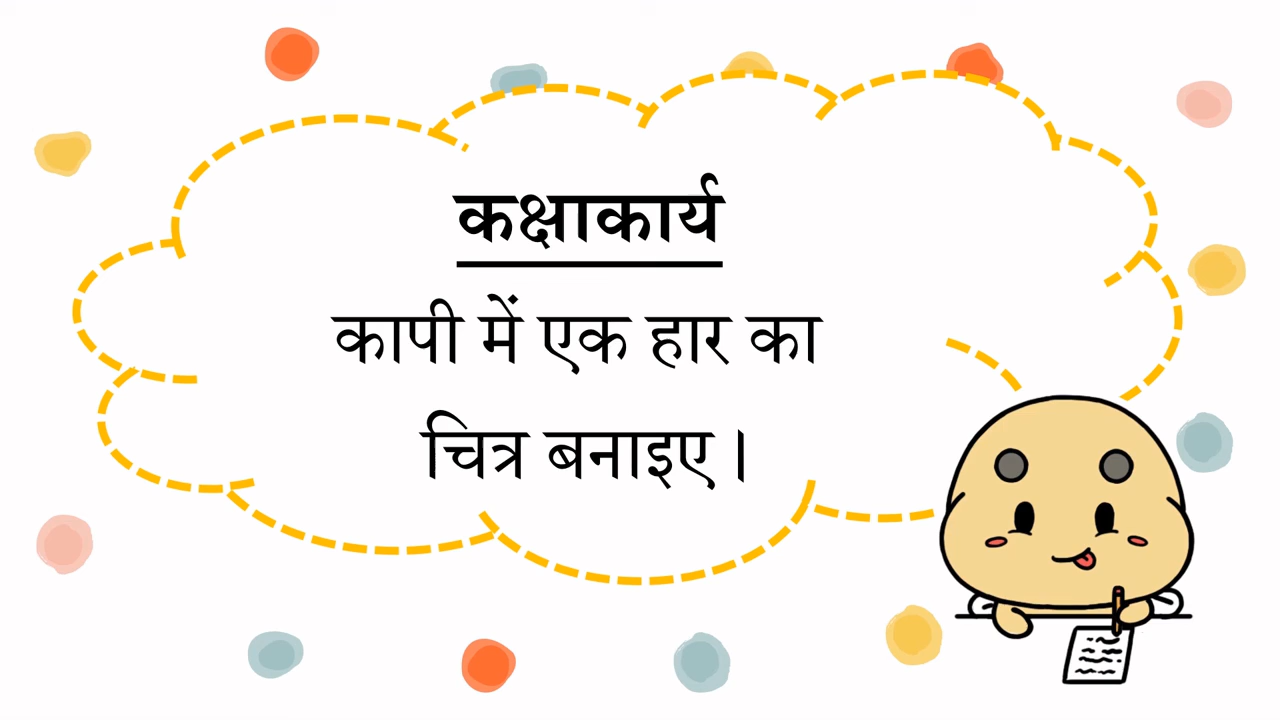 कक्षाकार्य
कापी में एक हार का
चित्र बनाइए।